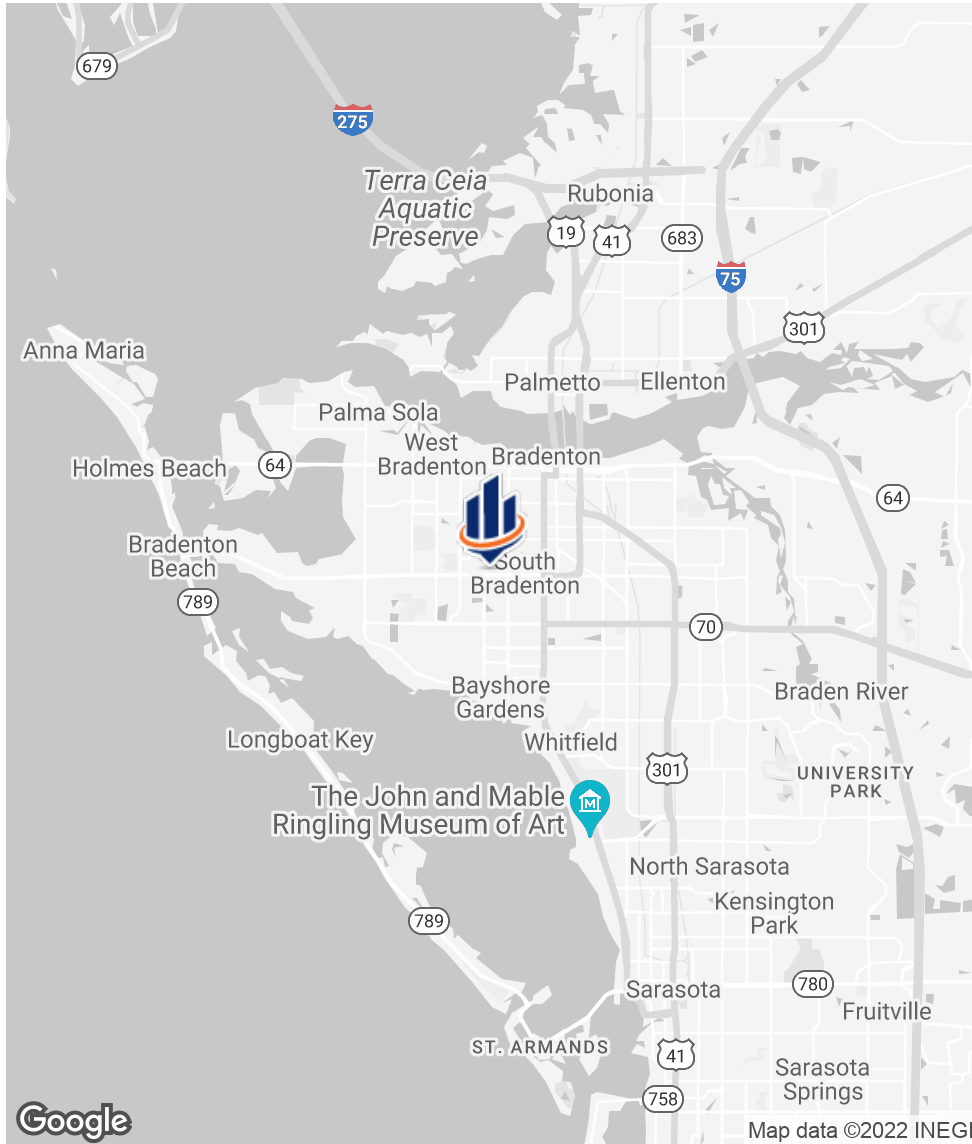 679
275
Terra Ceia
Aquatic
Preserve
Rubonia
19
41
683
75
301
Anna Maria
Palmetto
Ellenton
Palma Sola
West
Bradenton
Bradenton
Holmes Beach
64
64
Bradenton
Beach
South
Bradenton
789
70
Bayshore
Gardens
Braden River
Longboat Key
Whitfield
301
UNIVERSITY
PARK
The John and Mable
Ringling Museum of Art
M
North Sarasota
Kensington
Park
789
Sarasota
780
Fruitville
ST. ARMANDS
41
Sarasota
Springs
758
Google
Map data ©2022 INEGI